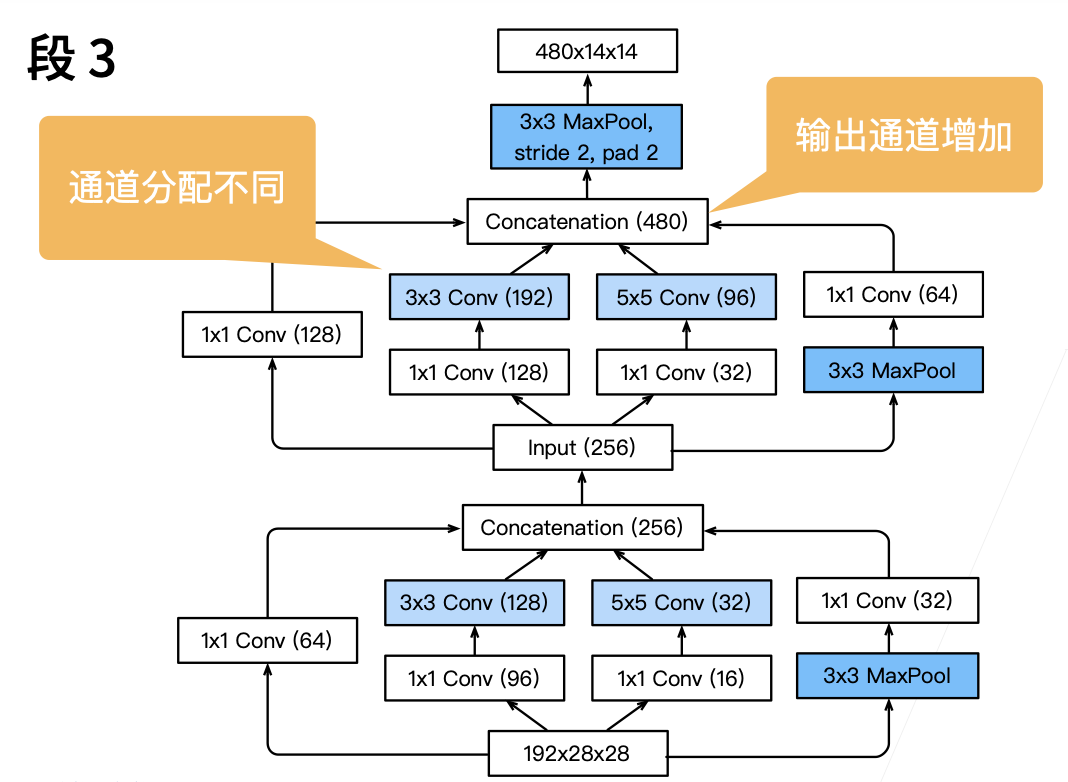 段 3
480x14x14
3x3 MaxPool,
stride 2, pad 2
输出通道增加
通道分配不同
Concatenation (480)
3x3 Conv (192)
5x5 Conv (96)
1x1 Conv (64)
1x1 Conv (128)
1x1 Conv (128)
1x1 Conv (32)
3x3 MaxPool
Input (256)
Concatenation (256)
3x3 Conv (128)
5x5 Conv (32)
1x1 Conv (32)
1x1 Conv (64)
1x1 Conv (96)
1x1 Conv (16)
3x3 MaxPool
192x28x28